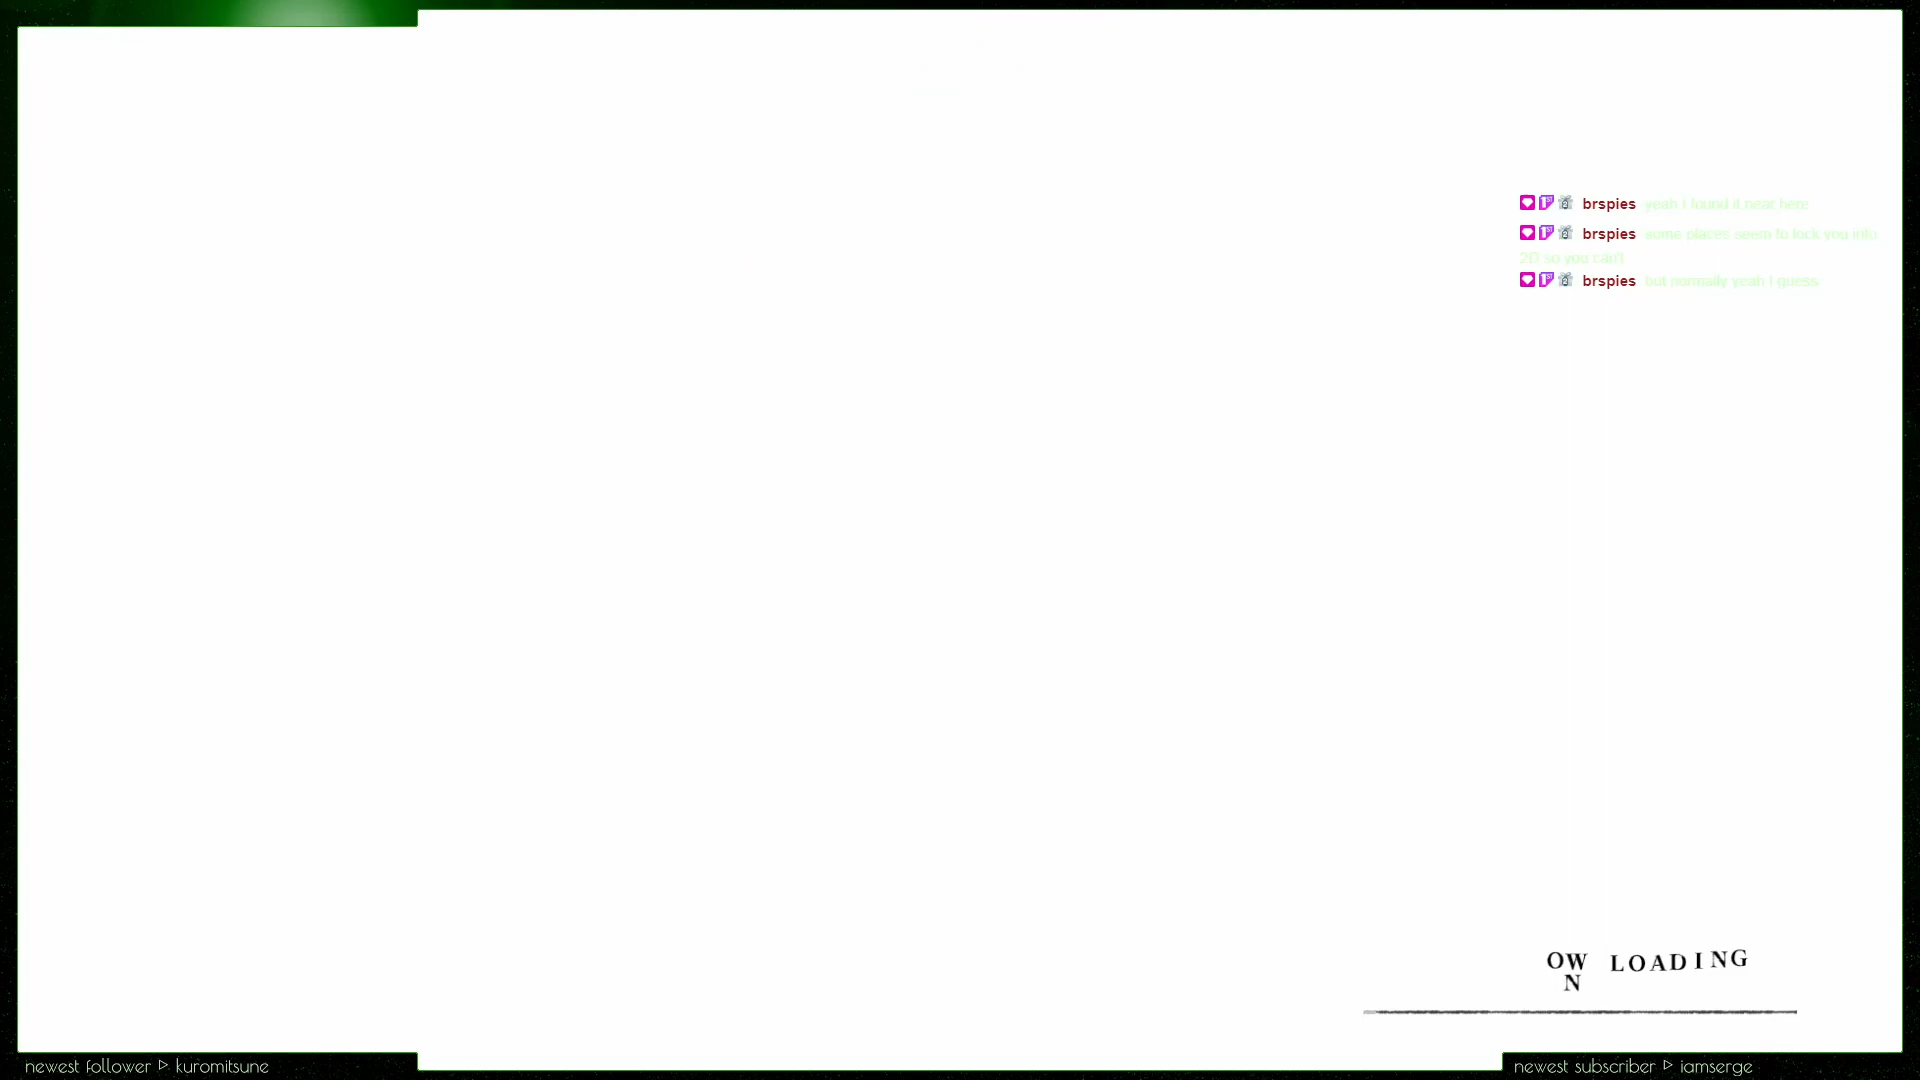 brspies yeah I found it near here
brspies some places seem to lock you into
2D so you can't
brspies but normally yeah I guess
OW LOADING
N
newest follower ▷ kuromitsune
newest subscriber ▷ iamserge